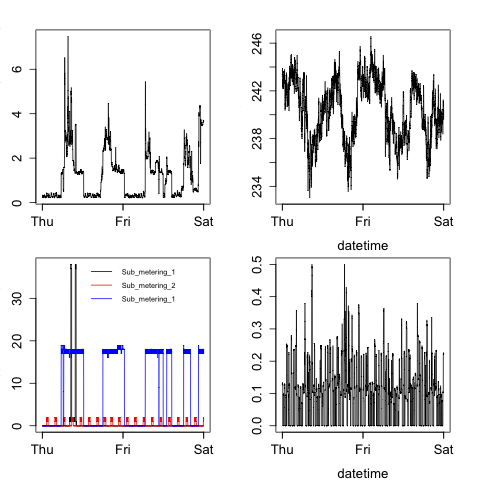 6
4
2
0
Thu Fri Sat
246
242
238
234
Thu Fri Sat
datetime
30
20
10
0
Sub_metering_1
Sub_metering_2
Sub_metering_1
Thu Fri Sat
0.5
0.4
0.3
0.2
0.1
0.0
Thu Fri Sat
datetime